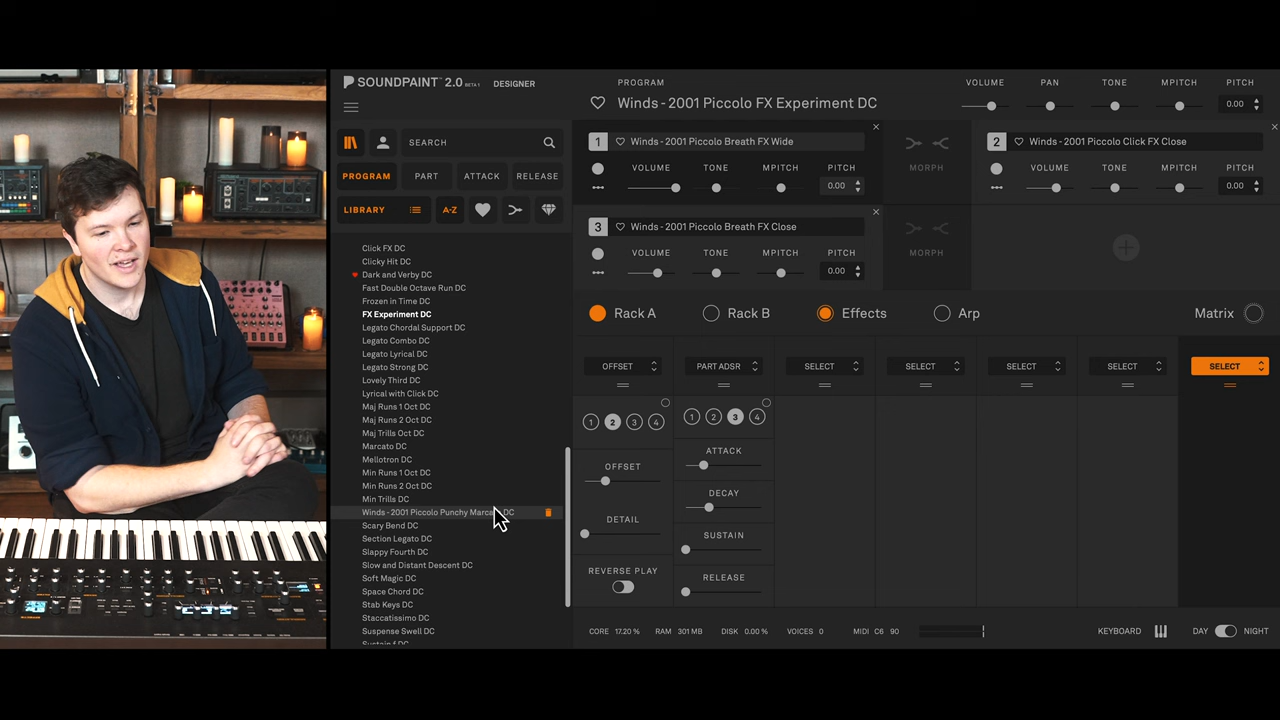 SOUNDPAINT 2.0 BETA 1 DESIGNER
PROGRAM
Winds - 2001 Piccolo FX Experiment DC
VOLUME PAN TONE MPITCH PITCH
0.00
SEARCH
PROGRAM PART ATTACK RELEASE
LIBRARY A-Z
Click FX DC
Clicky Hit DC
Dark and Verby DC
Fast Double Octave Run DC
Frozen in Time DC
FX Experiment DC
Legato Chordal Support DC
Legato Combo DC
Legato Lyrical DC
Legato Strong DC
Lovely Third DC
Lyrical with Click DC
Maj Runs 1 Oct DC
Maj Runs 2 Oct DC
Maj Trills Oct DC
Marcato DC
Mellotron DC
Min Runs 1 Oct DC
Min Runs 2 Oct DC
Min Trills DC
Winds - 2001 Piccolo Punchy Marca DC
Scary Bend DC
Section Legato DC
Slappy Fourth DC
Slow and Distant Descent DC
Soft Magic DC
Space Chord DC
Stab Keys DC
Staccatissimo DC
Suspense Swell DC
Sustain f DC
1 Winds - 2001 Piccolo Breath FX Wide
VOLUME TONE MPITCH PITCH
0.00
MORPH
2 Winds - 2001 Piccolo Click FX Close
VOLUME TONE MPITCH PITCH
0.00
3 Winds - 2001 Piccolo Breath FX Close
VOLUME TONE MPITCH PITCH
0.00
MORPH
Rack A Rack B Effects Arp Matrix
OFFSET PART ADSR SELECT SELECT SELECT SELECT SELECT
1 2 3 4
OFFSET
DETAIL
REVERSE PLAY
1 2 3 4
ATTACK
DECAY
SUSTAIN
RELEASE
CORE 17.20 % RAM 301 MB DISK 0.00 % VOICES 0 MIDI C6 90 KEYBOARD DAY NIGHT